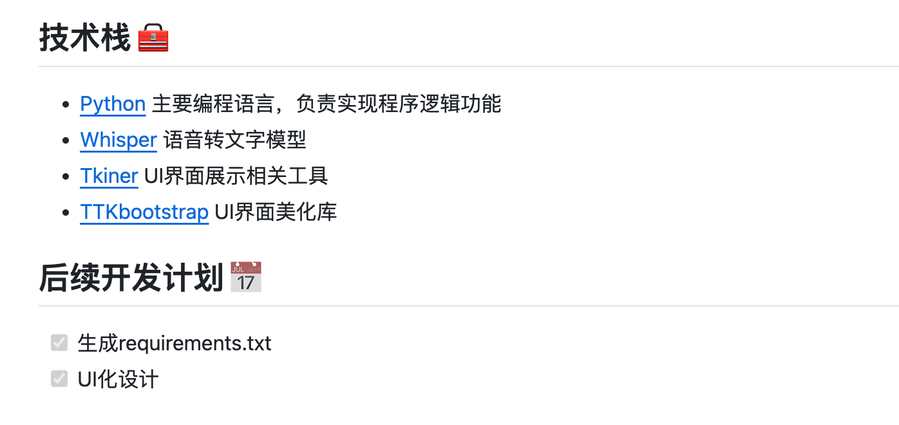 技术栈🧰
Python 主要编程语言，负责实现程序逻辑功能
Whisper 语音转文字模型
Tkiner UI界面展示相关工具
TTKbootstrap UI界面美化库
后续开发计划📅
生成requirements.txt
UI化设计